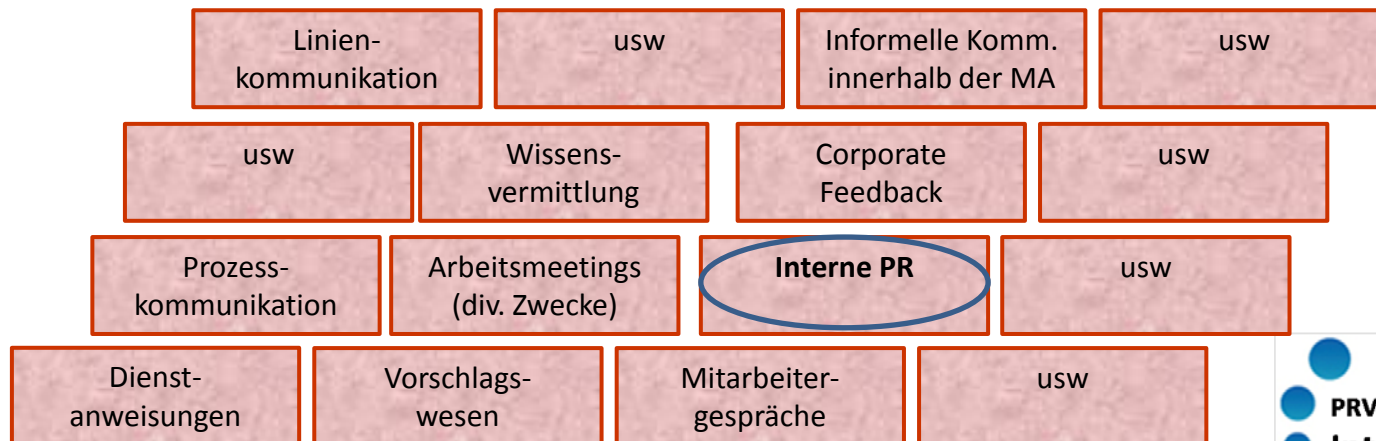 Linien-
kommunikation
usw
Informelle Komm.
innerhalb der MA
usw
usw
Wissens-
vermittlung
Corporate
Feedback
usw
Prozess-
kommunikation
Arbeitsmeetings
(div. Zwecke)
Interne PR
usw
Dienst-
anweisungen
Vorschlags-
wesen
Mitarbeiter-
gespräche
usw
PRV